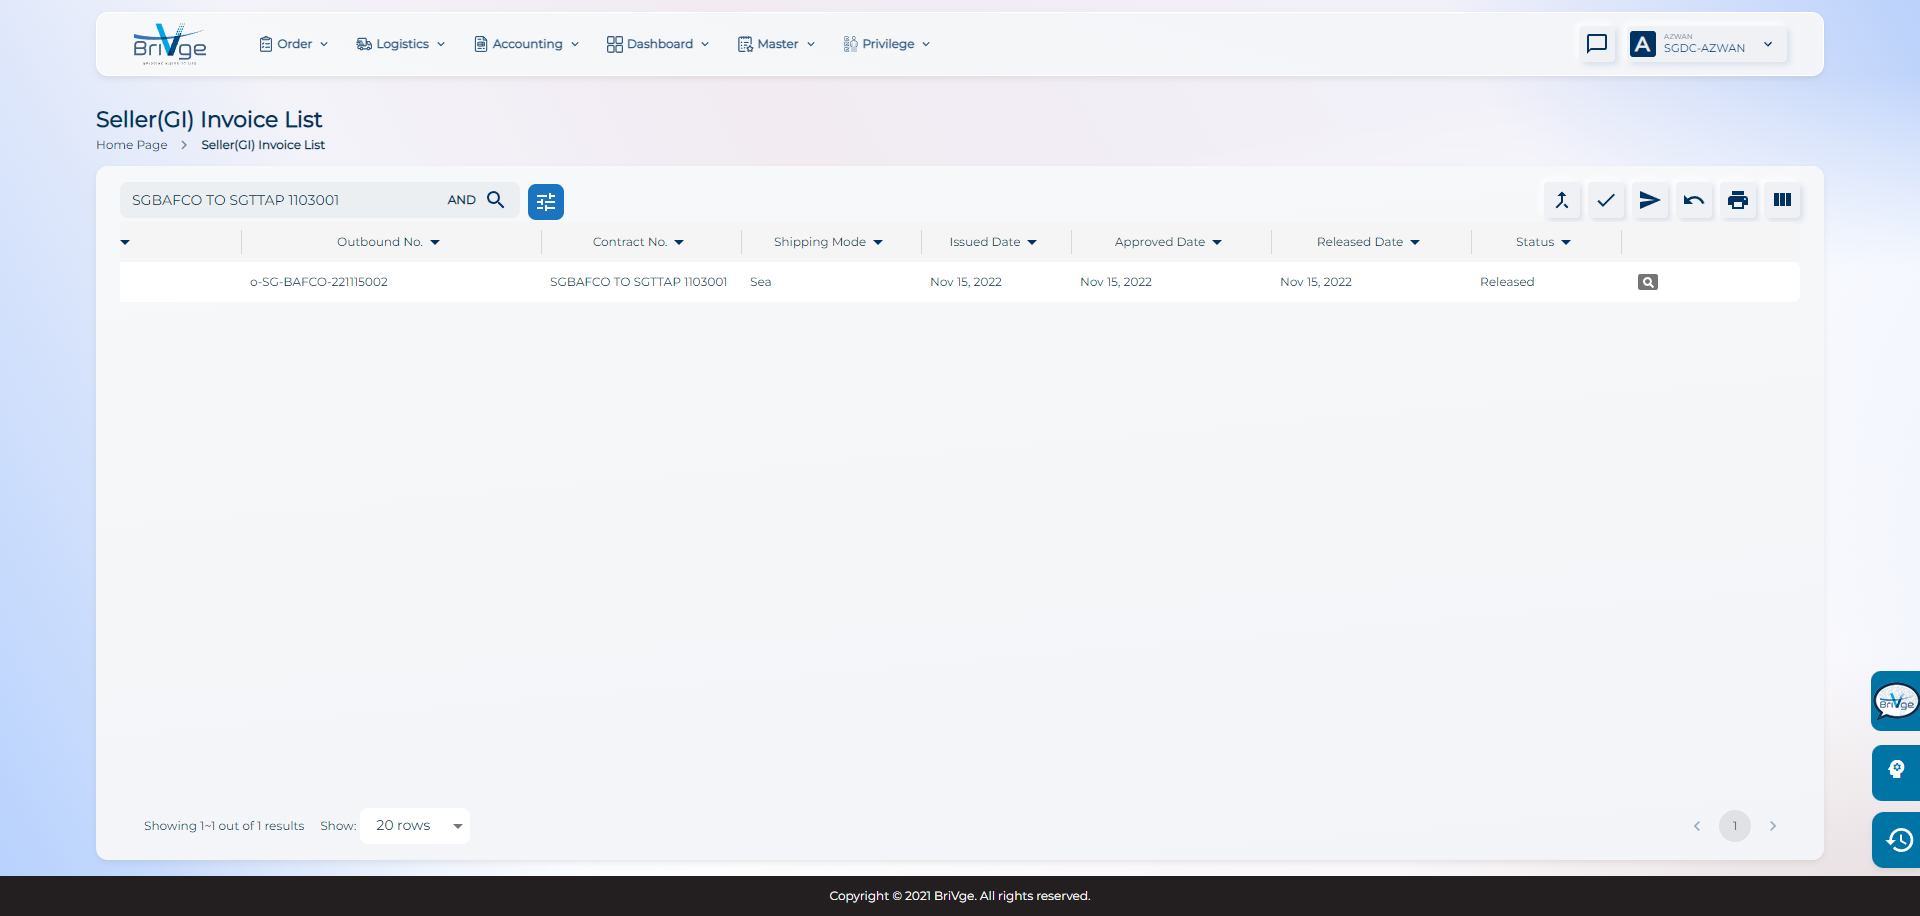 BriVge
Order
Logistics
Accounting
Dashboard
Master
Privilege
A
AZWAN
SGDC-AZWAN
Seller(GI) Invoice List
Home Page > Seller(GI) Invoice List
SGBAFCO TO SGTTAP 1103001
AND
Outbound No. Contract No. Shipping Mode Issued Date Approved Date Released Date Status
o-SG-BAFCO-221115002 SGBAFCO TO SGTTAP 1103001 Sea Nov 15, 2022 Nov 15, 2022 Nov 15, 2022 Released
BriVge
Showing 1~1 out of 1 results Show: 20 rows
1
Copyright © 2021 BriVge. All rights reserved.